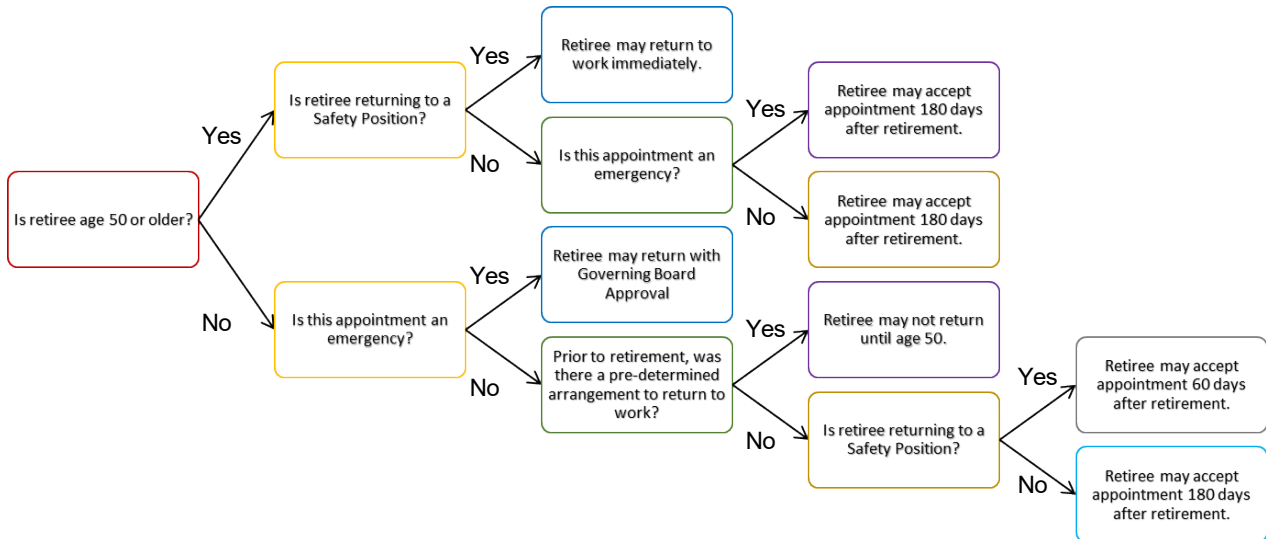 Is retiree age 50 or older?
Yes
No
Is retiree returning to a
Safety Position?
Yes
No
Retiree may return to
work immediately.
Is this appointment an
emergency?
Yes
No
Retiree may accept
appointment 180 days
after retirement.
Retiree may accept
appointment 180 days
after retirement.
Is this appointment an
emergency?
Yes
No
Retiree may return with
Governing Board
Approval
Prior to retirement, was
there a pre-determined
arrangement to return to
work?
Yes
No
Retiree may not return
until age 50.
Is retiree returning to a
Safety Position?
Yes
No
Retiree may accept
appointment 60 days
after retirement.
Retiree may accept
appointment 180 days
after retirement.